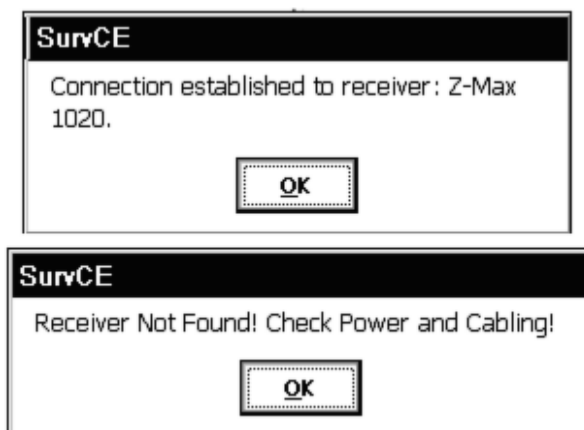 SurvCE
Connection established to receiver: Z-Max
1020.
OK
SurvCE
Receiver Not Found! Check Power and Cabling!
OK